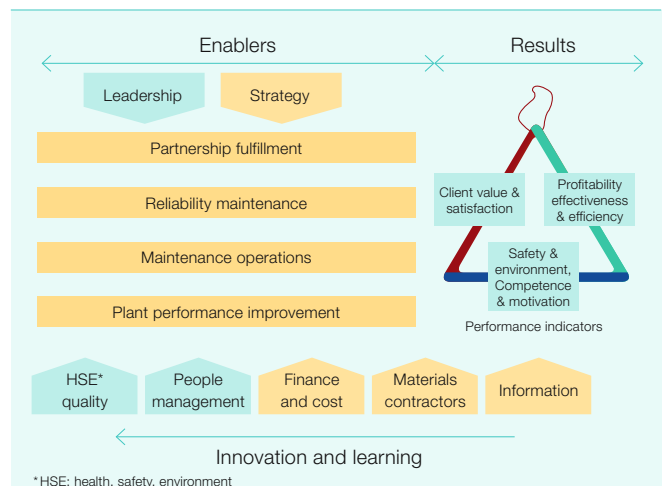 Enablers
Results
Leadership
Strategy
Partnership fulfillment
Reliability maintenance
Maintenance operations
Plant performance improvement
Client value &
satisfaction
Profitability
effectiveness
& efficiency
Safety &
environment,
Competence
& motivation
Performance indicators
HSE*
quality
People
management
Finance
and cost
Materials
contractors
Information
Innovation and learning
*HSE: health, safety, environment